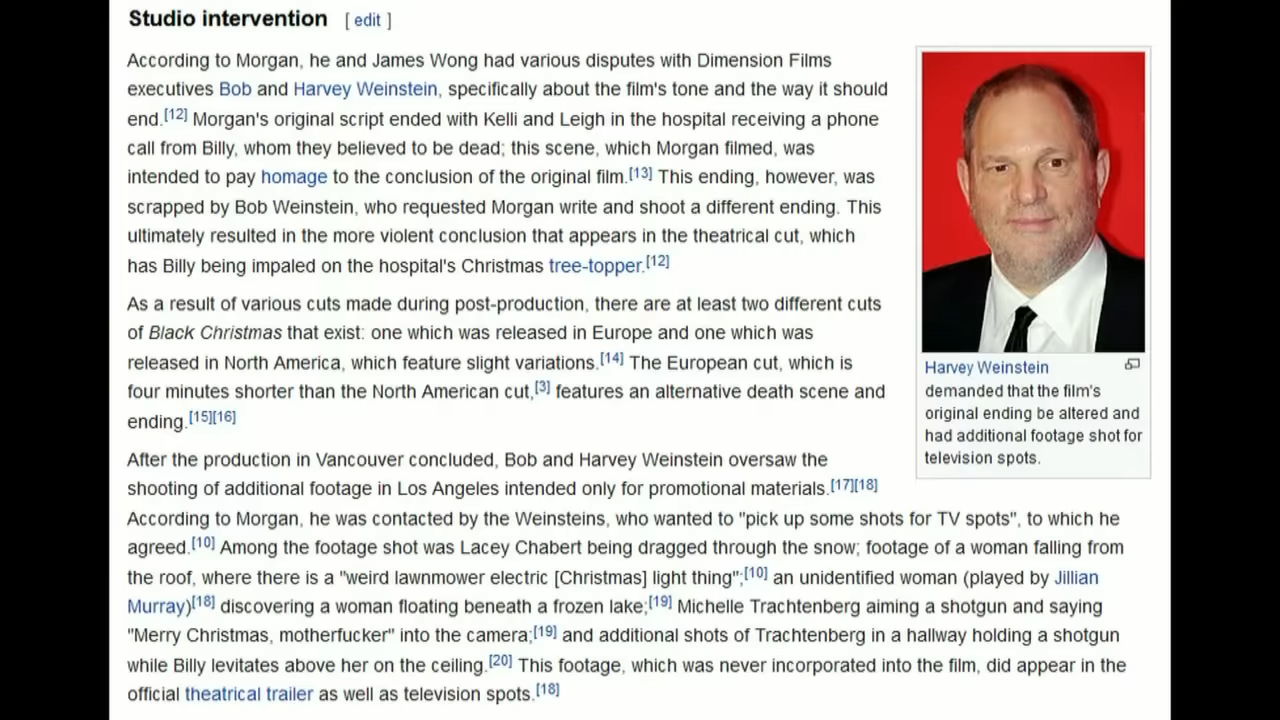 Studio intervention [ edit ]
According to Morgan, he and James Wong had various disputes with Dimension Films
executives Bob and Harvey Weinstein, specifically about the film's tone and the way it should
end.[12] Morgan's original script ended with Kelli and Leigh in the hospital receiving a phone
call from Billy, whom they believed to be dead; this scene, which Morgan filmed, was
intended to pay homage to the conclusion of the original film.[13] This ending, however, was
scrapped by Bob Weinstein, who requested Morgan write and shoot a different ending. This
ultimately resulted in the more violent conclusion that appears in the theatrical cut, which
has Billy being impaled on the hospital's Christmas tree-topper.[12]
As a result of various cuts made during post-production, there are at least two different cuts
of Black Christmas that exist: one which was released in Europe and one which was
released in North America, which feature slight variations.[14] The European cut, which is
four minutes shorter than the North American cut,[3] features an alternative death scene and
ending.[15][16]
Harvey Weinstein
demanded that the film's
original ending be altered and
had additional footage shot for
television spots.
After the production in Vancouver concluded, Bob and Harvey Weinstein oversaw the
shooting of additional footage in Los Angeles intended only for promotional materials.[17][18]
According to Morgan, he was contacted by the Weinsteins, who wanted to "pick up some shots for TV spots", to which he
agreed.[10] Among the footage shot was Lacey Chabert being dragged through the snow; footage of a woman falling from
the roof, where there is a "weird lawnmower electric [Christmas] light thing";[10] an unidentified woman (played by Jillian
Murray)[18] discovering a woman floating beneath a frozen lake;[19] Michelle Trachtenberg aiming a shotgun and saying
"Merry Christmas, motherfucker" into the camera;[19] and additional shots of Trachtenberg in a hallway holding a shotgun
while Billy levitates above her on the ceiling.[20] This footage, which was never incorporated into the film, did appear in the
official theatrical trailer as well as television spots.[18]